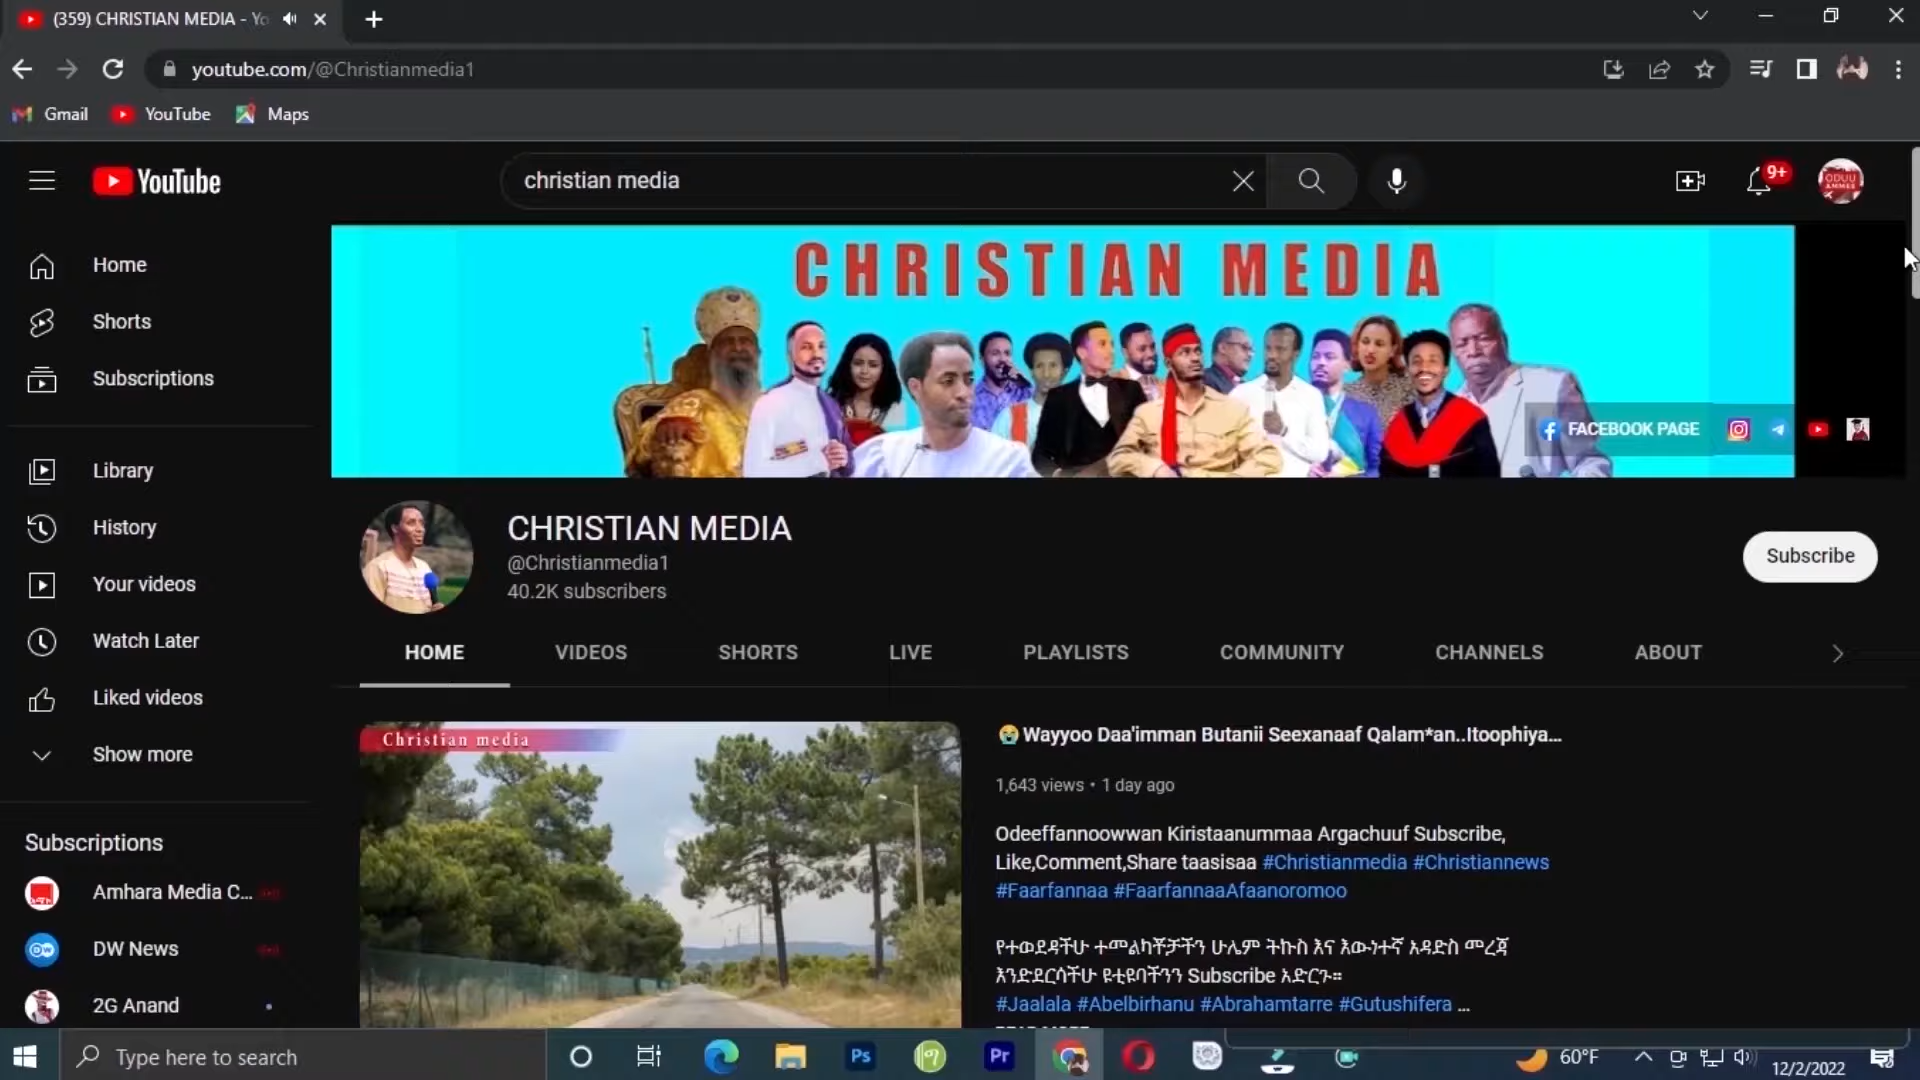 (359) CHRISTIAN MEDIA - Yo
youtube.com/@Christianmedia1
Gmail
YouTube
Maps
YouTube
christian media
9+
ODUU
Home
Shorts
Subscriptions
Library
History
Your videos
Watch Later
Liked videos
Show more
Subscriptions
Amhara Media C...
DW News
2G Anand
CHRISTIAN MEDIA
FACEBOOK PAGE
CHRISTIAN MEDIA
@Christianmedia1
40.2K subscribers
Subscribe
HOME
VIDEOS
SHORTS
LIVE
PLAYLISTS
COMMUNITY
CHANNELS
ABOUT
Christian media
😭Wayyoo Daa'imman Butanii Seexanaaf Qalam*an..Itoophiya...
1,643 views • 1 day ago
Odeeffannoowwan Kiristaanummaa Argachuuf Subscribe,
Like,Comment,Share taasisaa #Christianmedia #Christiannews
#Faarfannaa #FaarfannaaAfaanoromoo
የተወደዳችሁ ተመልካቾቻችን ሁሌም ትኩስ እና እውነተኛ አዳድስ መረጃ
እንድደርሳችሁ ዩቲዩባችንን Subscribe አድርጉ።
#Jaalala #Abelbirhanu #Abrahamtarre #Gutushifera ...
Type here to search
Ps
Pr
60°F
12/2/2022